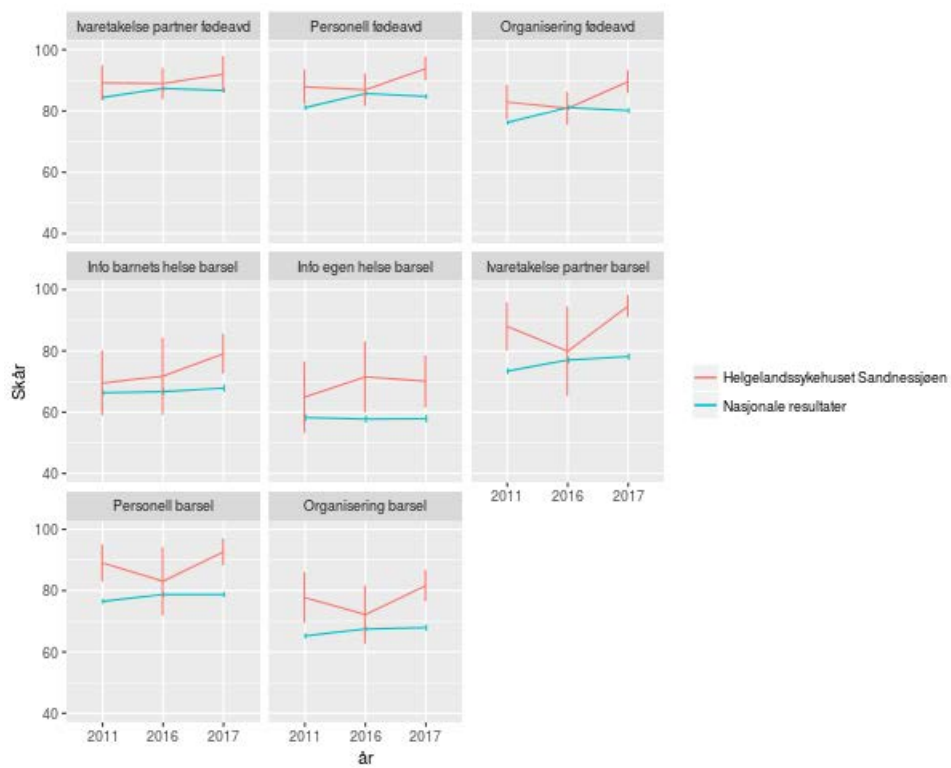 Ivaretakelse partner fødeavd
Personell fødeavd
Organisering fødeavd
100
80
60
40
Info barnets helse barsel
Info egen helse barsel
Ivaretakelse partner barsel
100
80
60
40
2011 2016 2017
Personell barsel
Organisering barsel
100
80
60
40
2011 2016 2017
2011 2016 2017
år
Skår
Helgelandssykehuset Sandnessjøen
Nasjonale resultater